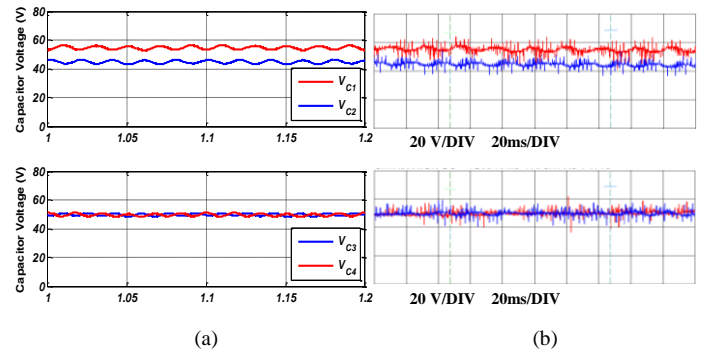 Capacitor Voltage (V)
80
60
40
20
0
V_C1
V_C2
1 1.05 1.1 1.15 1.2
20 V/DIV 20ms/DIV
Capacitor Voltage (V)
80
60
40
20
0
V_C3
V_C4
1 1.05 1.1 1.15 1.2
20 V/DIV 20ms/DIV
(a) (b)